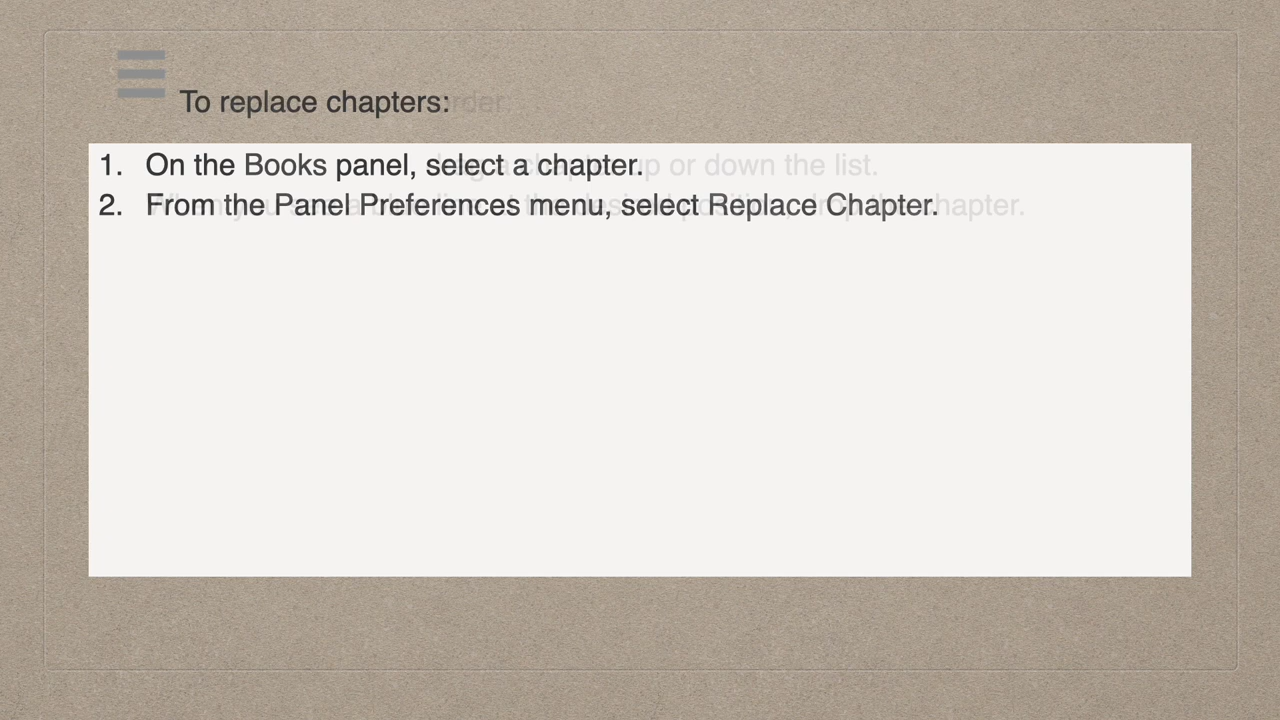 To replace chapters:
1. On the Books panel, select a chapter.
2. From the Panel Preferences menu, select Replace Chapter.